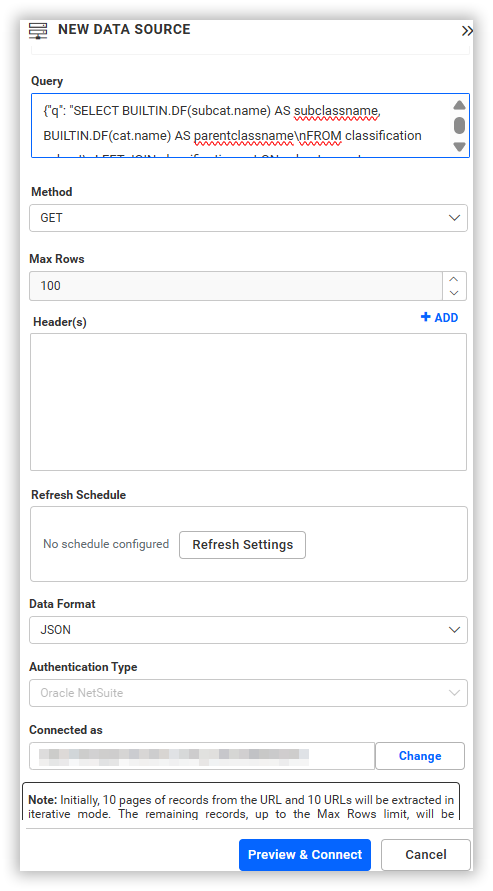 NEW DATA SOURCE
Query
{"q": "SELECT BUILTIN.DF(subcat.name) AS subclassname,
BUILTIN.DF(cat.name) AS parentclassname\nFROM classification
Method
GET
Max Rows
100
+ ADD
Header(s)
Refresh Schedule
No schedule configured
Refresh Settings
Data Format
JSON
Authentication Type
Oracle NetSuite
Connected as
Change
Note: Initially, 10 pages of records from the URL and 10 URLs will be extracted in
iterative mode. The remaining records, up to the Max Rows limit, will be
Preview & Connect
Cancel